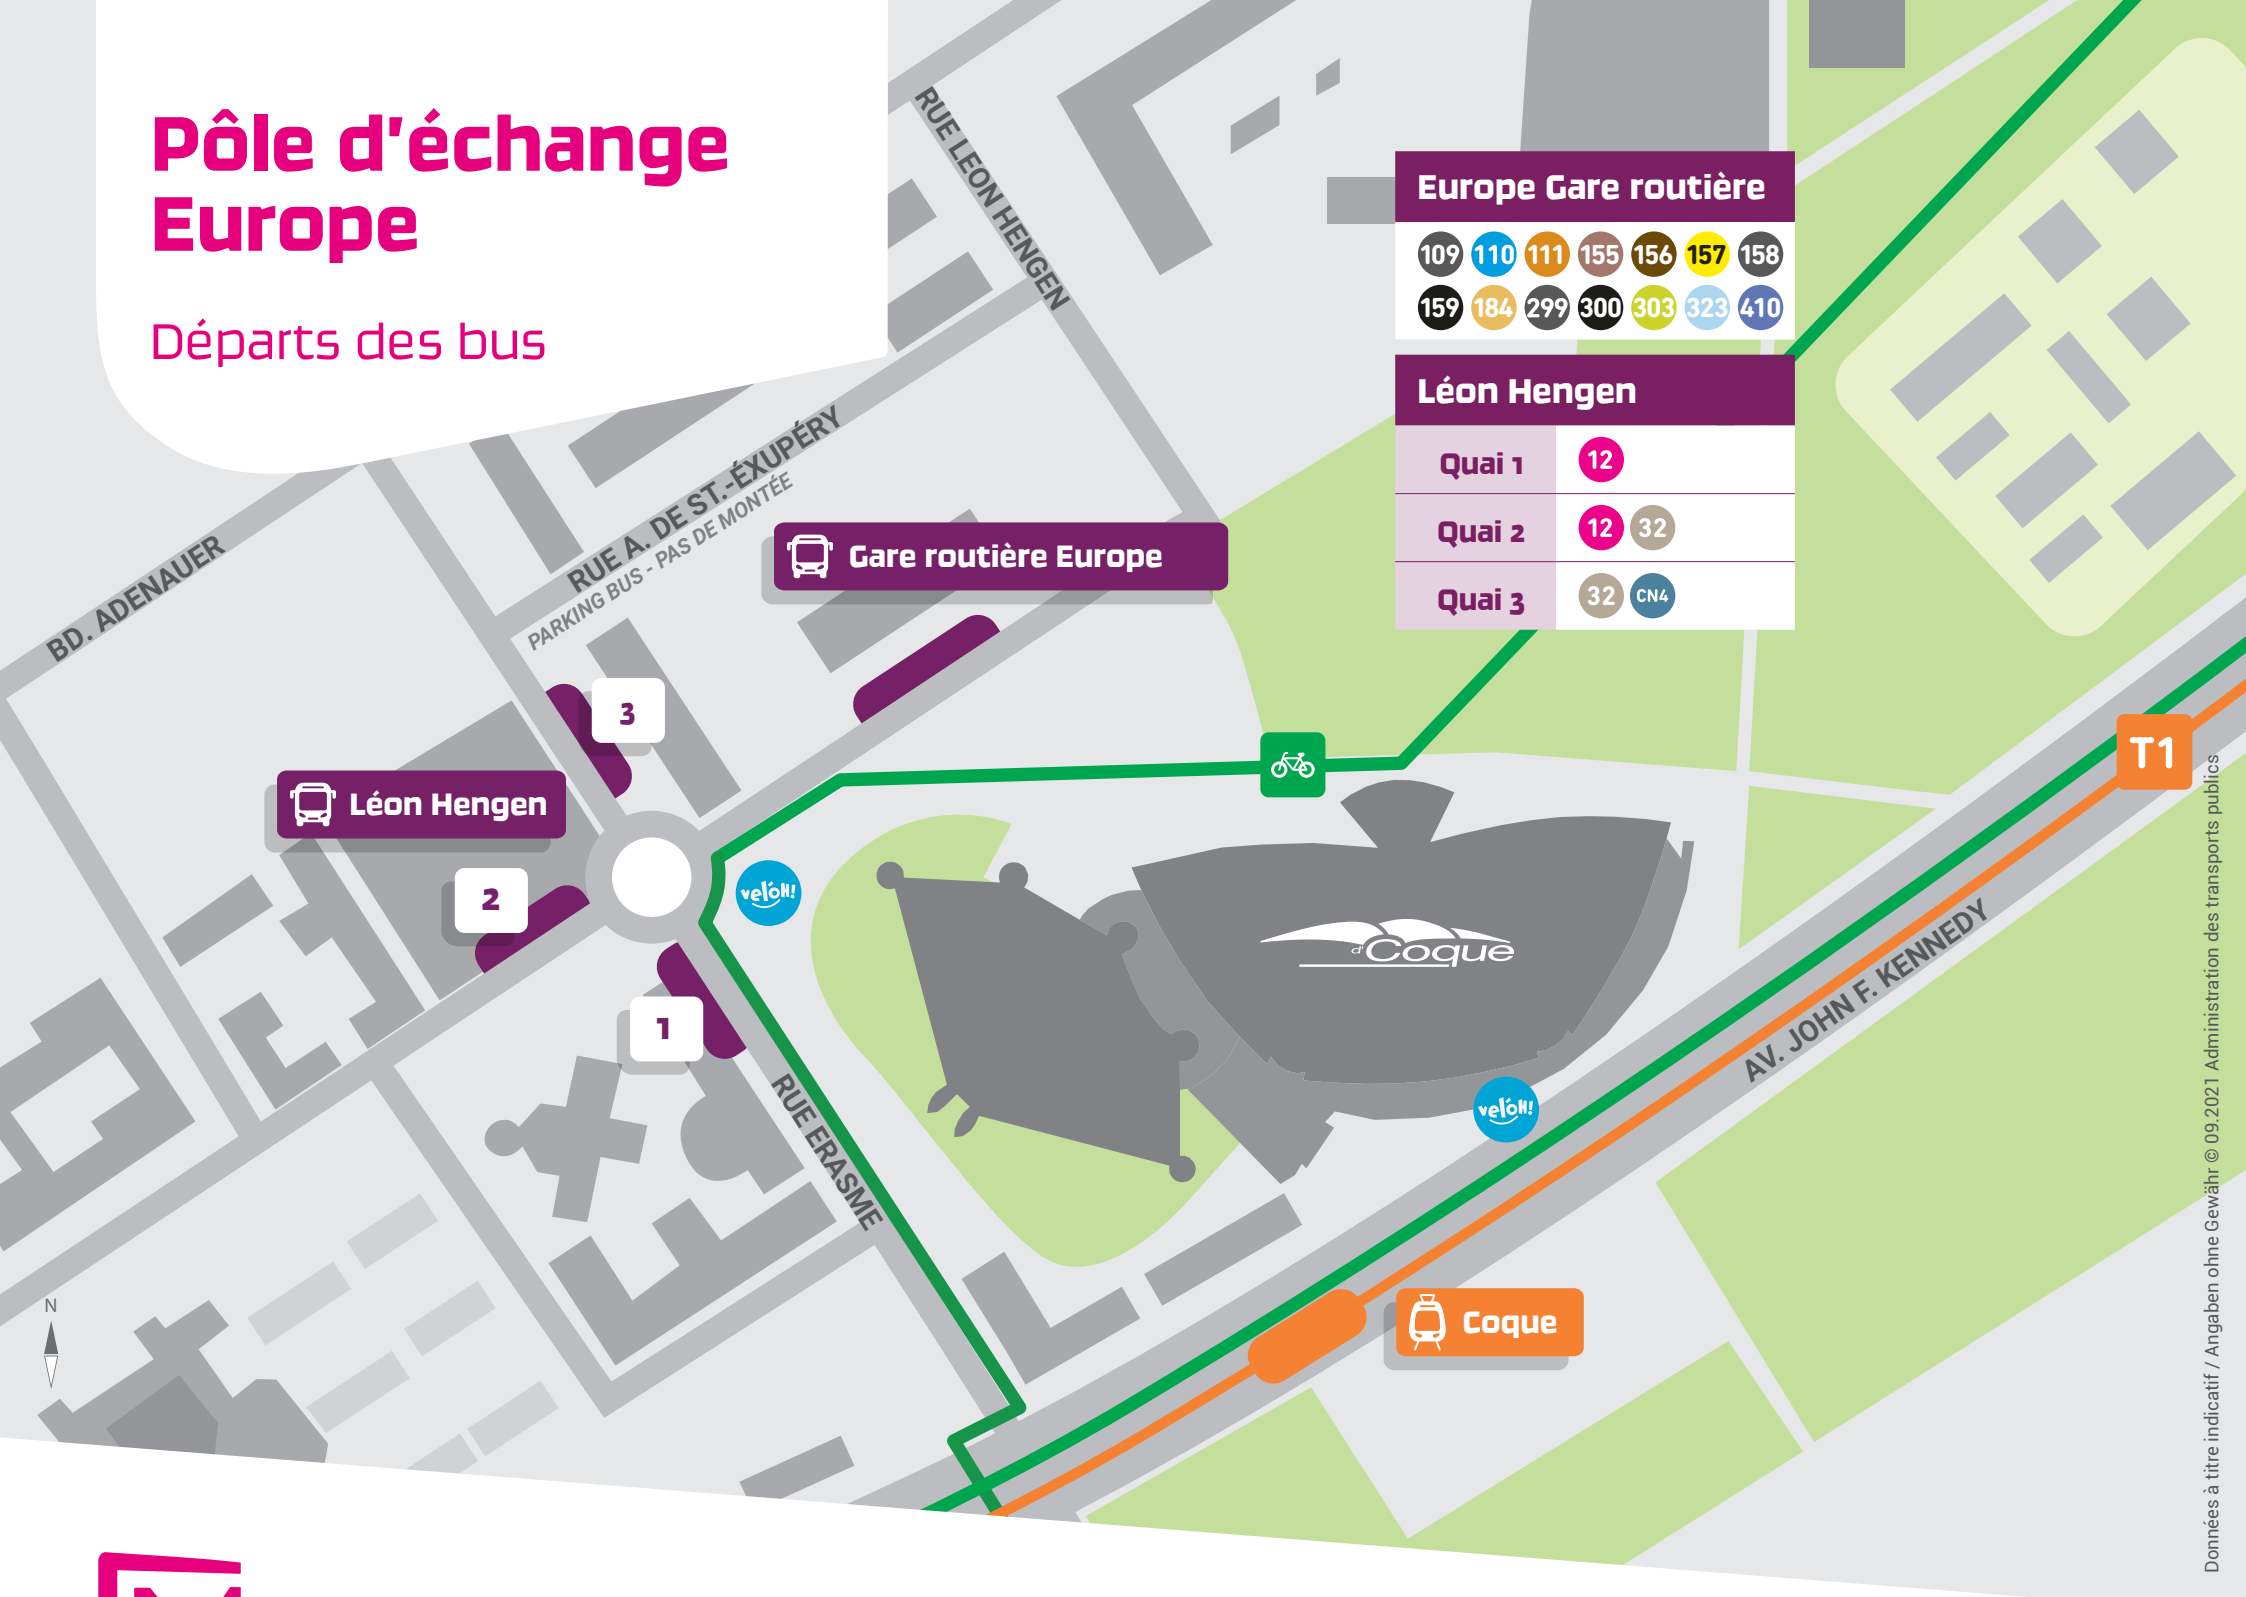 Pôle d'échange
Europe
Départs des bus
RUE LEON HENGEN
Europe Gare routière
109 110 111 155 156 157 158
159 184 299 300 303 323 410
Léon Hengen
Quai 1 12
Quai 2 12 32
Quai 3 32 CN4
BD. ADENAUER
RUE A. DE ST.-ÉXUPÉRY
PARKING BUS - PAS DE MONTÉE
Gare routière Europe
3
Léon Hengen
2
1
T1
velóH!
d'Coque
velóH!
AV. JOHN F. KENNEDY
RUE ERASME
Coque
N
Données à titre indicatif / Angaben ohne Gewähr © 09.2021 Administration des transports publics